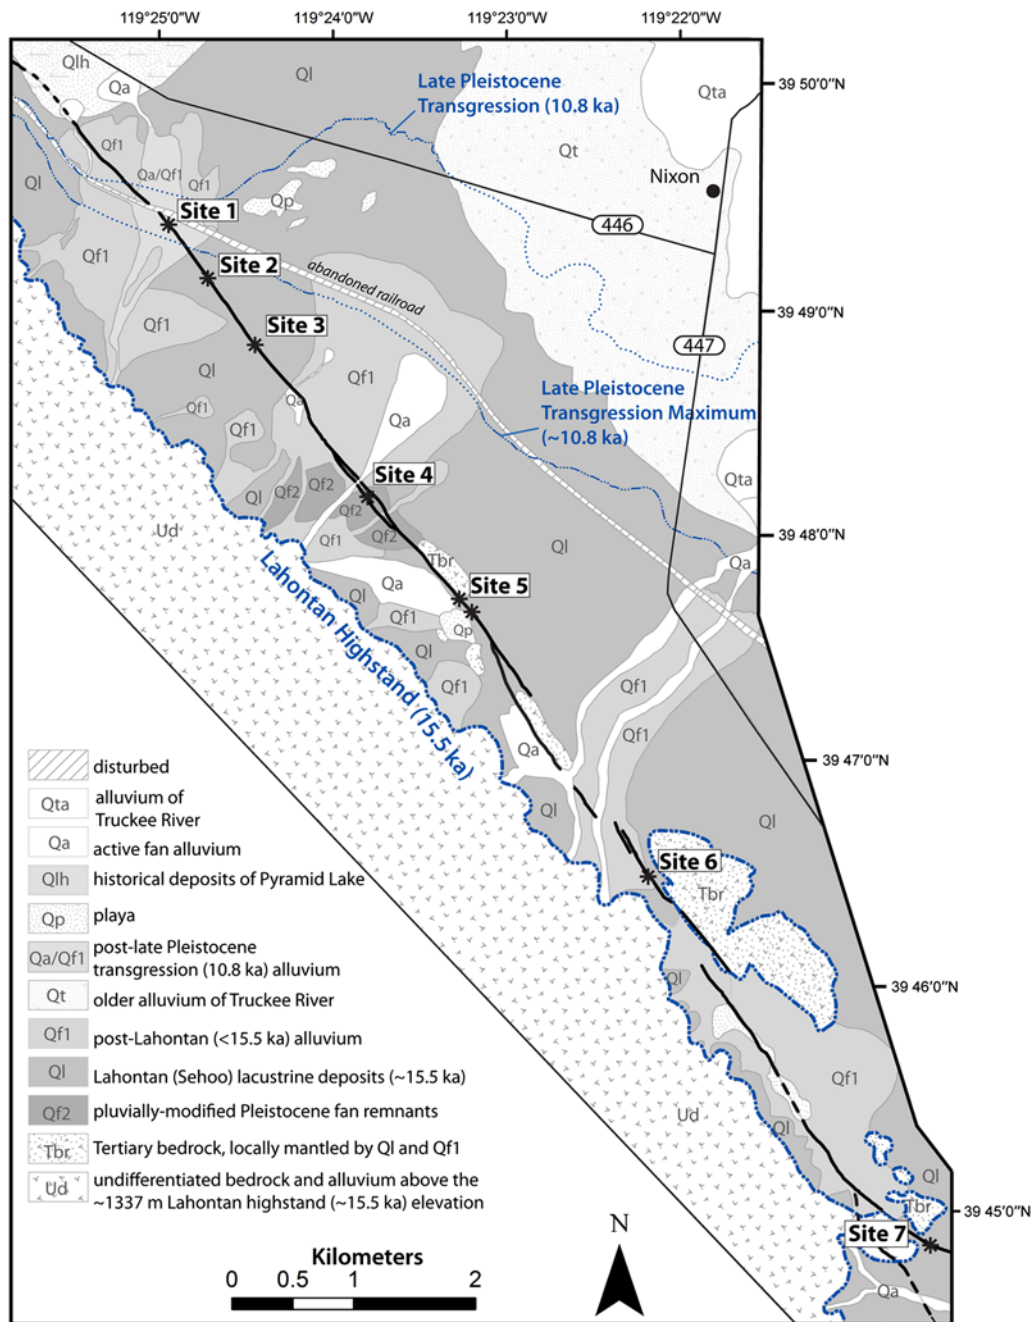 119°25'0"W
119°24'0"W
119°23'0"W
119°22'0"W
39 50'0"N
39 49'0"N
39 48'0"N
39 47'0"N
39 46'0"N
39 45'0"N
Qlh
Qa
Ql
Late Pleistocene
Transgression (10.8 ka)
Qta
Qf1
Qt
Qa/Qf1
Qf1
Ql
Qp
Nixon
Site 1
446
Qf1
Site 2
abandoned railroad
Qf1
Site 3
447
Ql
Qf1
Late Pleistocene
Transgression Maximum
(~10.8 ka)
Qf1
Qa
Qa
Qf1
Qta
Site 4
Ql
Qf2
Qf2
Qf2
Ud
Qf1
Qf2
Ql
Tbr
Qa
Qa
Site 5
Ql
Qf1
Qp
Lahontan Highstand (15.5 ka)
Ql
Qf1
Qf1
Qf1
Qa
Ql
Ql
Site 6
Tbr
Ql
Qf1
Ud
Ql
Ql
Tbr
Site 7
Qa
disturbed
Qta
alluvium of
Truckee River
Qa
active fan alluvium
Qlh
historical deposits of Pyramid Lake
Qp
playa
Qa/Qf1
post-late Pleistocene
transgression (10.8 ka) alluvium
Qt
older alluvium of Truckee River
Qf1
post-Lahontan (<15.5 ka) alluvium
Ql
Lahontan (Sehoo) lacustrine deposits (~15.5 ka)
Qf2
pluvially-modified Pleistocene fan remnants
Tbr
Tertiary bedrock, locally mantled by Ql and Qf1
Ud
undifferentiated bedrock and alluvium above the
~1337 m Lahontan highstand (~15.5 ka) elevation
N
Kilometers
0 0.5 1 2